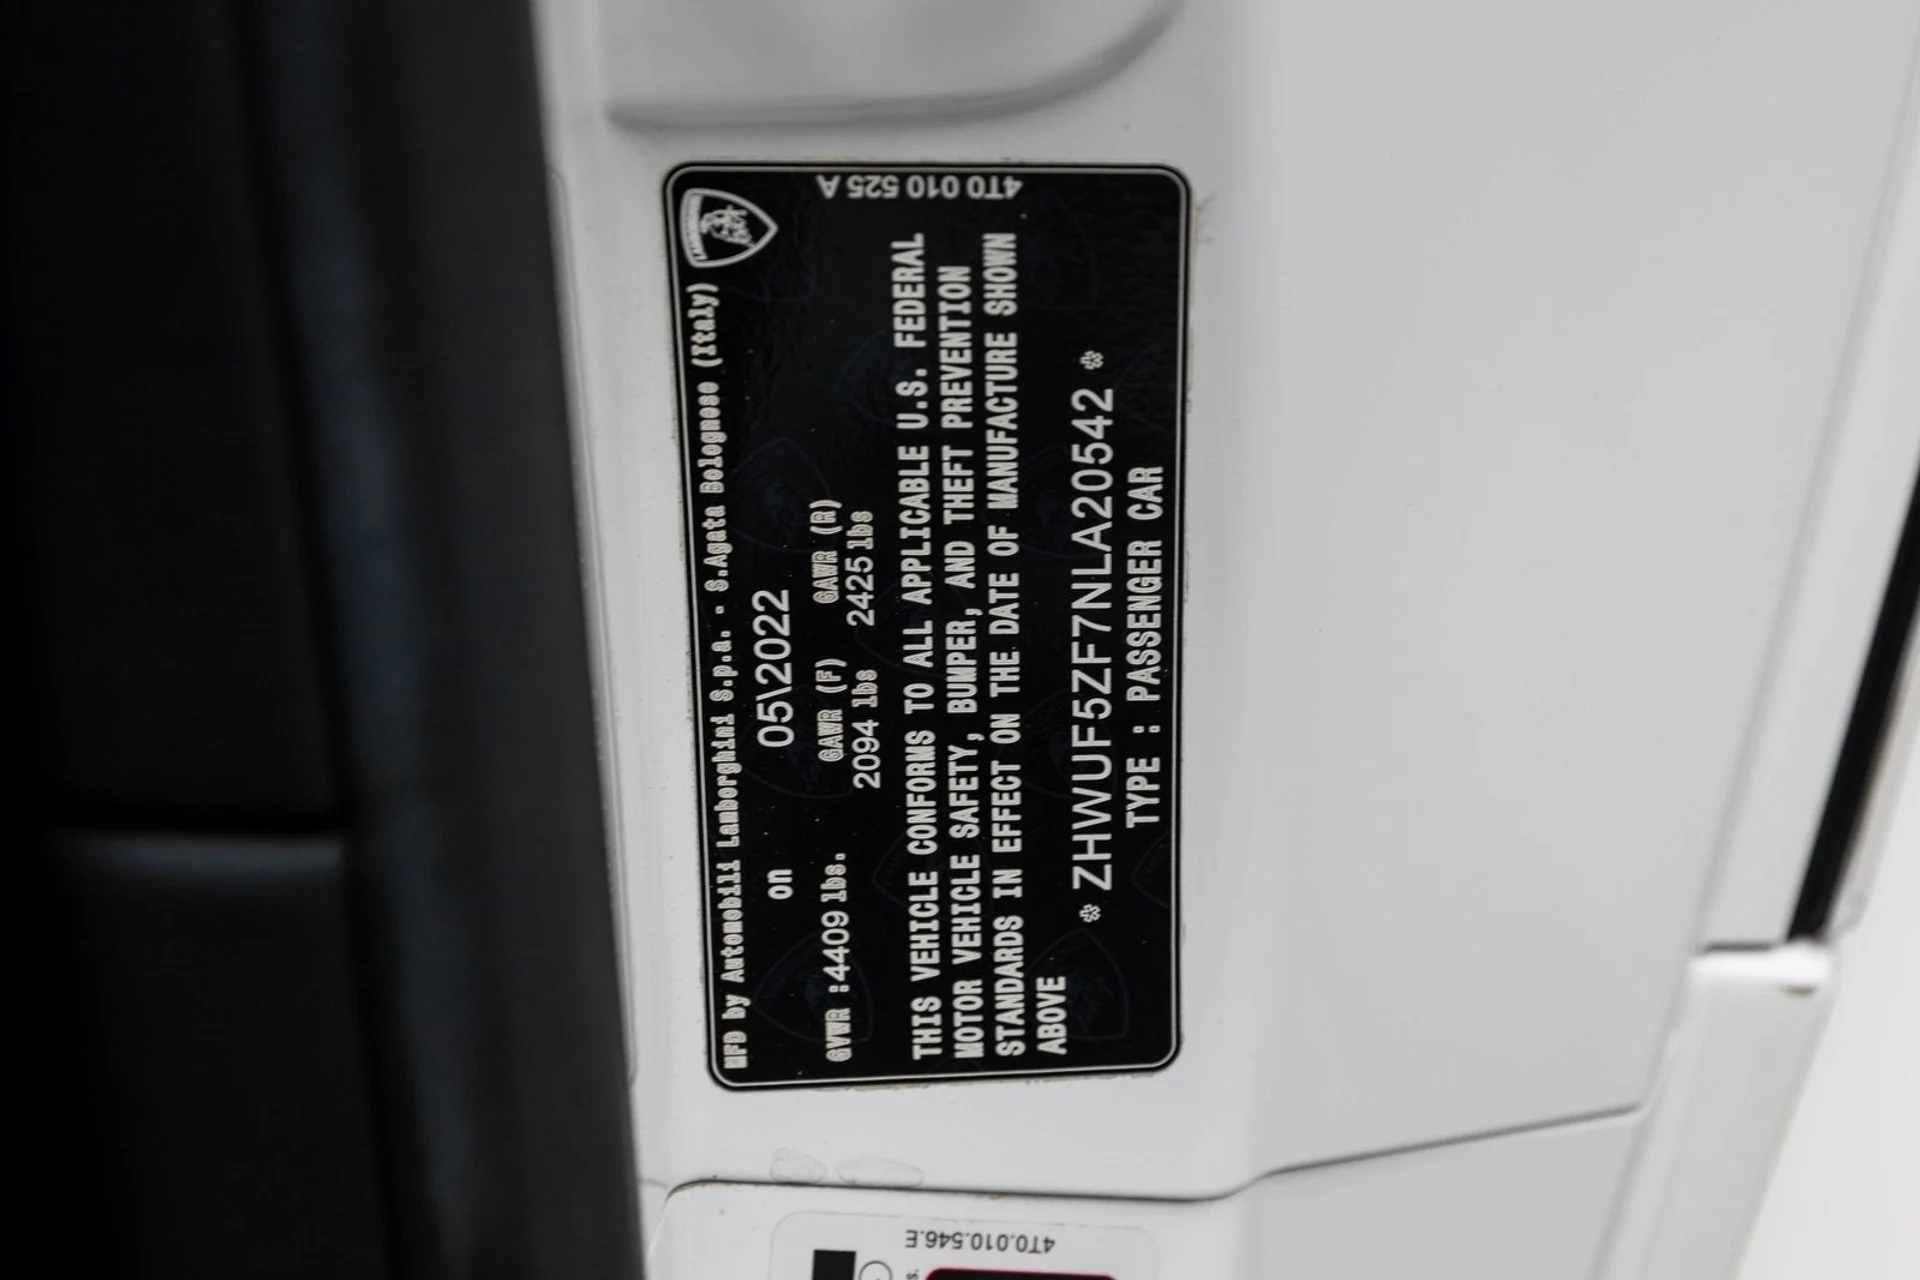 LAMBORGHINI
4T0 010 525 A
MFD by Automobili Lamborghini S.p.a. - S.Agata Bolognese (Italy)
on 05\2022
GAWR (F) GAWR (R)
GVWR :4409 lbs. 2094 lbs 2425 lbs
THIS VEHICLE CONFORMS TO ALL APPLICABLE U.S. FEDERAL
MOTOR VEHICLE SAFETY, BUMPER, AND THEFT PREVENTION
STANDARDS IN EFFECT ON THE DATE OF MANUFACTURE SHOWN
ABOVE
* ZHWUF5ZF7NLA20542 *
TYPE : PASSENGER CAR
4T0.010.546.E